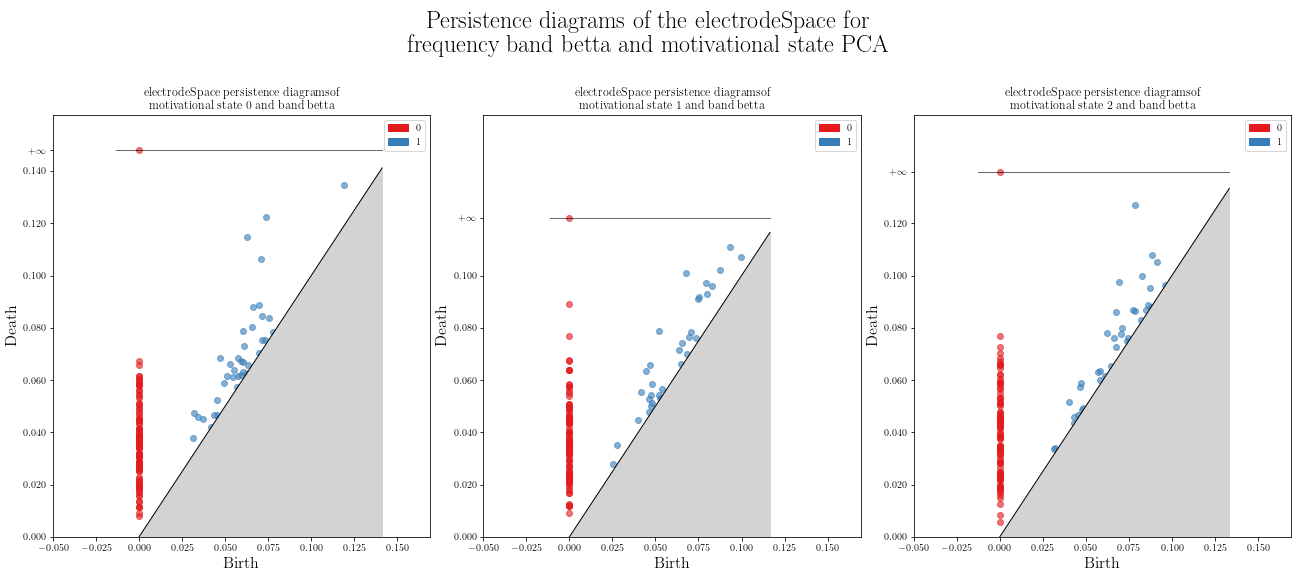 Persistence diagrams of the electrodeSpace for
frequency band betta and motivational state PCA
electrodeSpace persistence diagramsof
motivational state 0 and band betta
0
1
+∞
0.140
0.120
0.100
0.080
0.060
0.040
0.020
0.000
Death
−0.050 −0.025 0.000 0.025 0.050 0.075 0.100 0.125 0.150
Birth
electrodeSpace persistence diagramsof
motivational state 1 and band betta
0
1
+∞
0.100
0.080
0.060
0.040
0.020
0.000
Death
−0.050 −0.025 0.000 0.025 0.050 0.075 0.100 0.125 0.150
Birth
electrodeSpace persistence diagramsof
motivational state 2 and band betta
0
1
+∞
0.120
0.100
0.080
0.060
0.040
0.020
0.000
Death
−0.050 −0.025 0.000 0.025 0.050 0.075 0.100 0.125 0.150
Birth